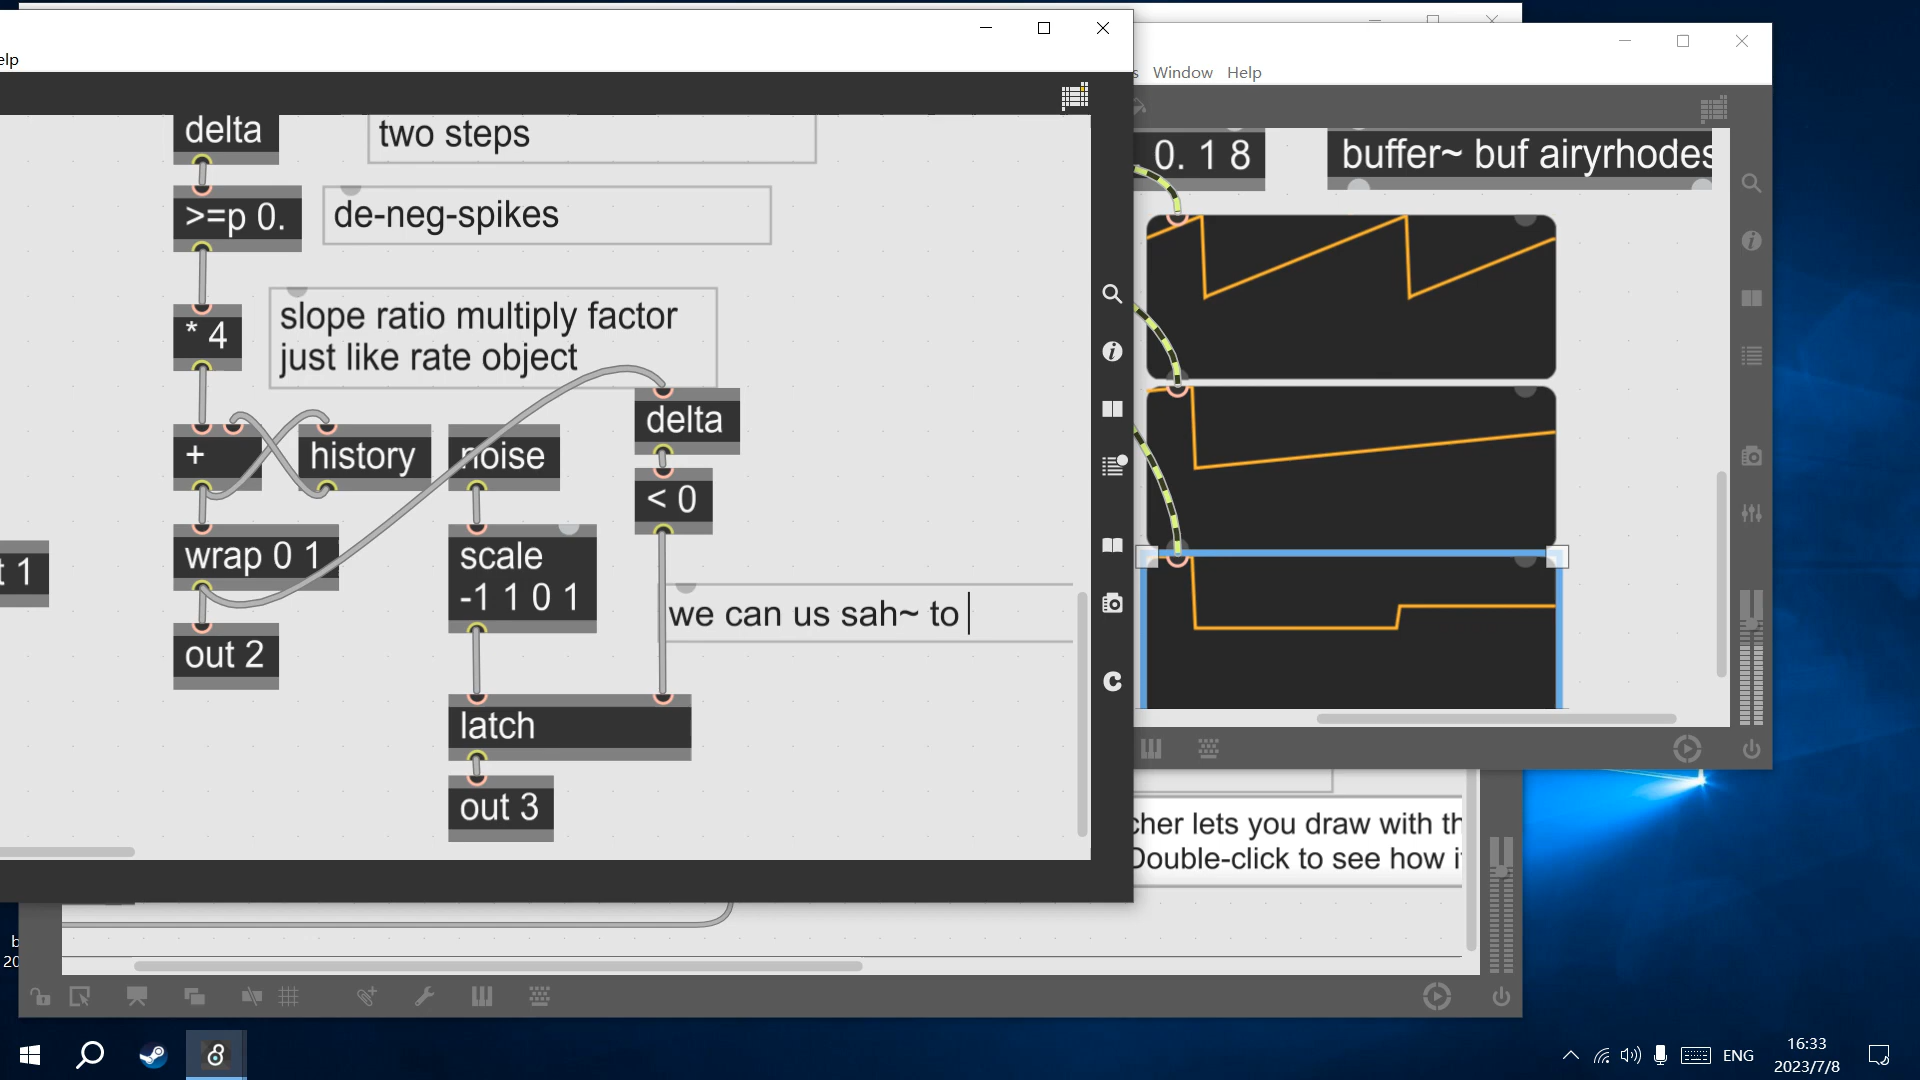 elp
s Window Help
delta
two steps
>=p 0.
de-neg-spikes
* 4
slope ratio multiply factor
just like rate object
+
history
noise
delta
< 0
wrap 0 1
scale
-1 1 0 1
t 1
we can us sah~ to
out 2
latch
out 3
0. 1 8
buffer~ buf airyrhodes
cher lets you draw with th
Double-click to see how i
b
20
16:33
ENG
2023/7/8